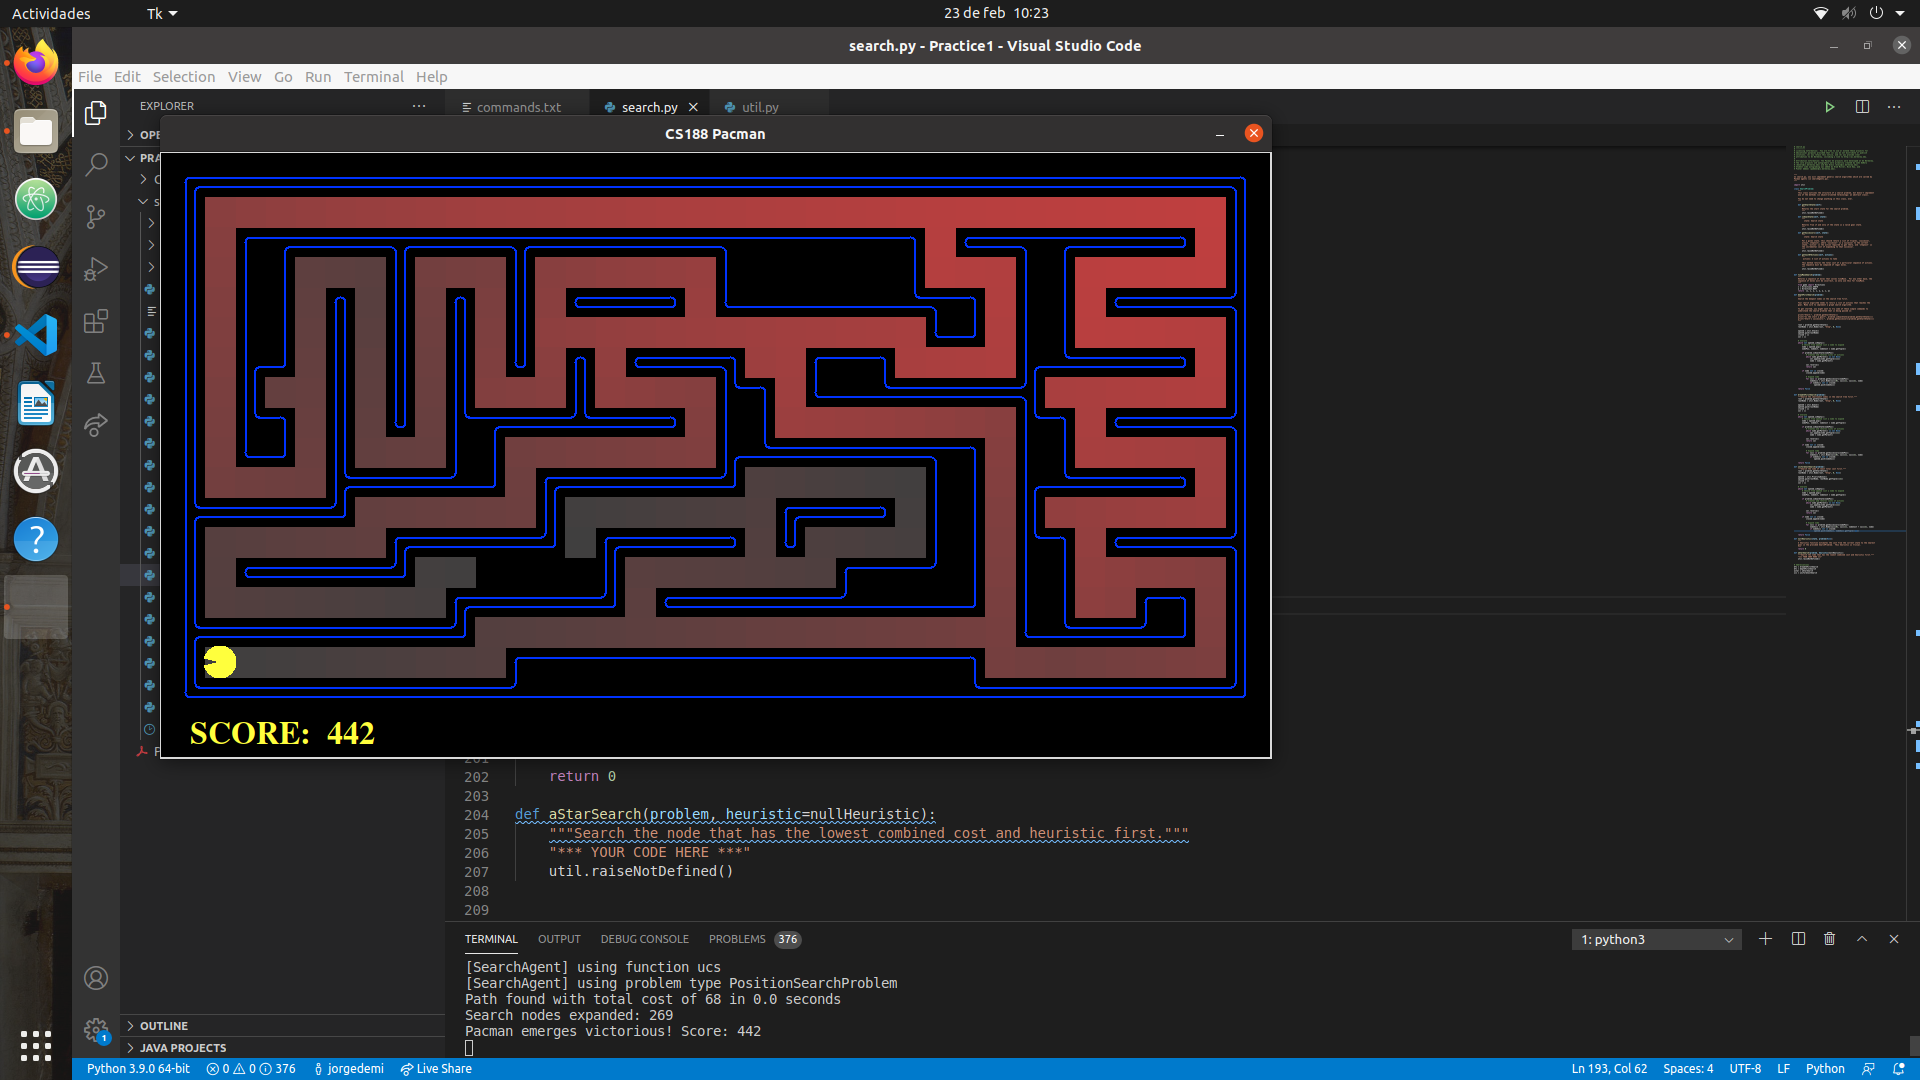 Actividades
Tk
23 de feb 10:23
search.py - Practice1 - Visual Studio Code
File Edit Selection View Go Run Terminal Help
EXPLORER
commands.txt
search.py
util.py
CS188 Pacman
OPE
PRA
SCORE: 442
202 return 0
203
204 def aStarSearch(problem, heuristic=nullHeuristic):
205 """Search the node that has the lowest combined cost and heuristic first."""
206 "*** YOUR CODE HERE ***"
207 util.raiseNotDefined()
208
209
TERMINAL OUTPUT DEBUG CONSOLE PROBLEMS 376
1: python3
[SearchAgent] using function ucs
[SearchAgent] using problem type PositionSearchProblem
Path found with total cost of 68 in 0.0 seconds
Search nodes expanded: 269
Pacman emerges victorious! Score: 442
OUTLINE
JAVA PROJECTS
1
Python 3.9.0 64-bit 0 0 376 jorgedemi Live Share
Ln 193, Col 62 Spaces: 4 UTF-8 LF Python